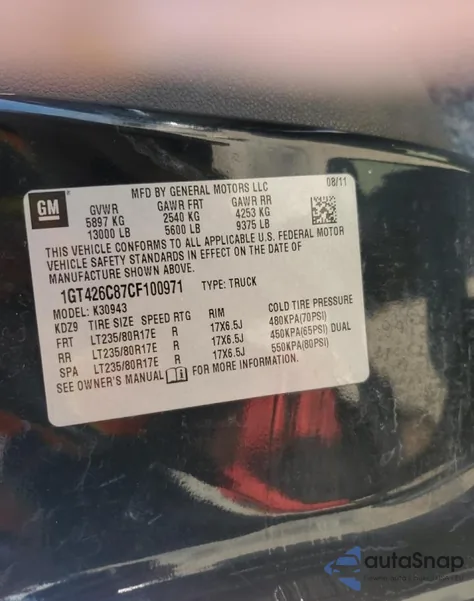 MFD BY GENERAL MOTORS LLC 08/11
GM GVWR GAWR FRT GAWR RR
5897 KG 2540 KG 4253 KG
13000 LB 5600 LB 9375 LB
THIS VEHICLE CONFORMS TO ALL APPLICABLE U.S. FEDERAL MOTOR
VEHICLE SAFETY STANDARDS IN EFFECT ON THE DATE OF
MANUFACTURE SHOWN ABOVE.
1GT426C87CF100971 TYPE: TRUCK
MODEL: K30943
KDZ9 TIRE SIZE SPEED RTG RIM COLD TIRE PRESSURE
FRT LT235/80R17E R 17X6.5J 480KPA(70PSI)
RR LT235/80R17E R 17X6.5J 450KPA(65PSI) DUAL
SPA LT235/80R17E R 17X6.5J 550KPA(80PSI)
SEE OWNER'S MANUAL FOR MORE INFORMATION.
autaSnap